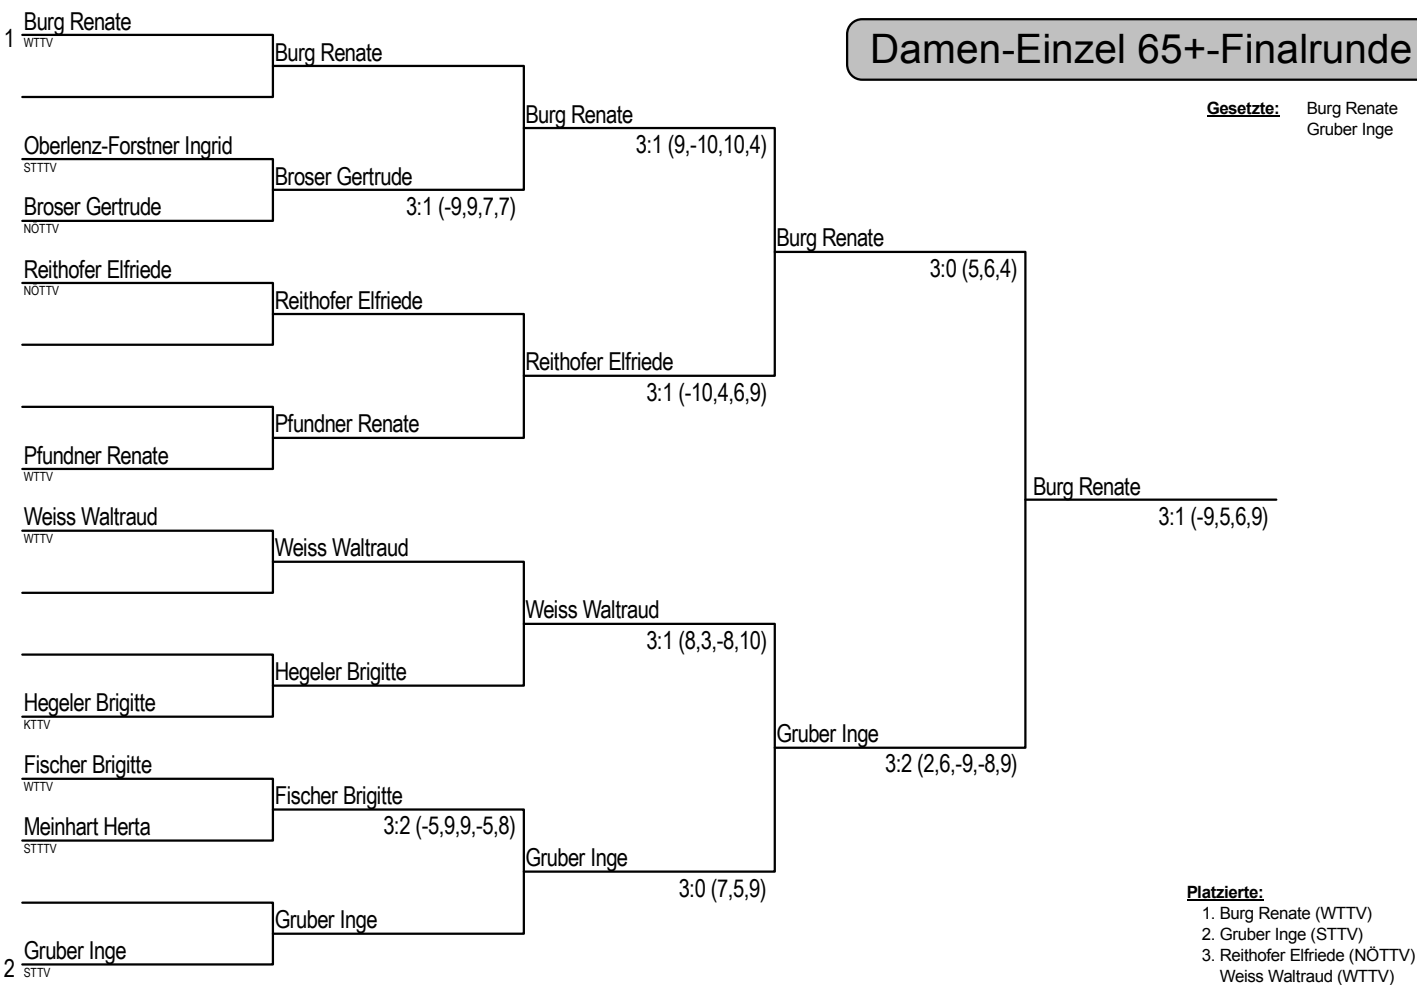 Damen-Einzel 65+-Finalrunde
Gesetzte: Burg Renate
Gruber Inge
1 Burg Renate
WTTV
Oberlenz-Forstner Ingrid
STTTV
Broser Gertrude
NÖTTV
Reithofer Elfriede
NÖTTV
Pfundner Renate
WTTV
Weiss Waltraud
WTTV
Hegeler Brigitte
KTTV
Fischer Brigitte
WTTV
Meinhart Herta
STTTV
2 Gruber Inge
STTV
Burg Renate
Broser Gertrude
3:1 (-9,9,7,7)
Reithofer Elfriede
Pfundner Renate
Weiss Waltraud
Hegeler Brigitte
Fischer Brigitte
3:2 (-5,9,9,-5,8)
Gruber Inge
Burg Renate
3:1 (9,-10,10,4)
Reithofer Elfriede
3:1 (-10,4,6,9)
Weiss Waltraud
3:1 (8,3,-8,10)
Gruber Inge
3:0 (7,5,9)
Burg Renate
3:0 (5,6,4)
Gruber Inge
3:2 (2,6,-9,-8,9)
Burg Renate
3:1 (-9,5,6,9)
Platzierte:
1. Burg Renate (WTTV)
2. Gruber Inge (STTV)
3. Reithofer Elfriede (NÖTTV)
Weiss Waltraud (WTTV)